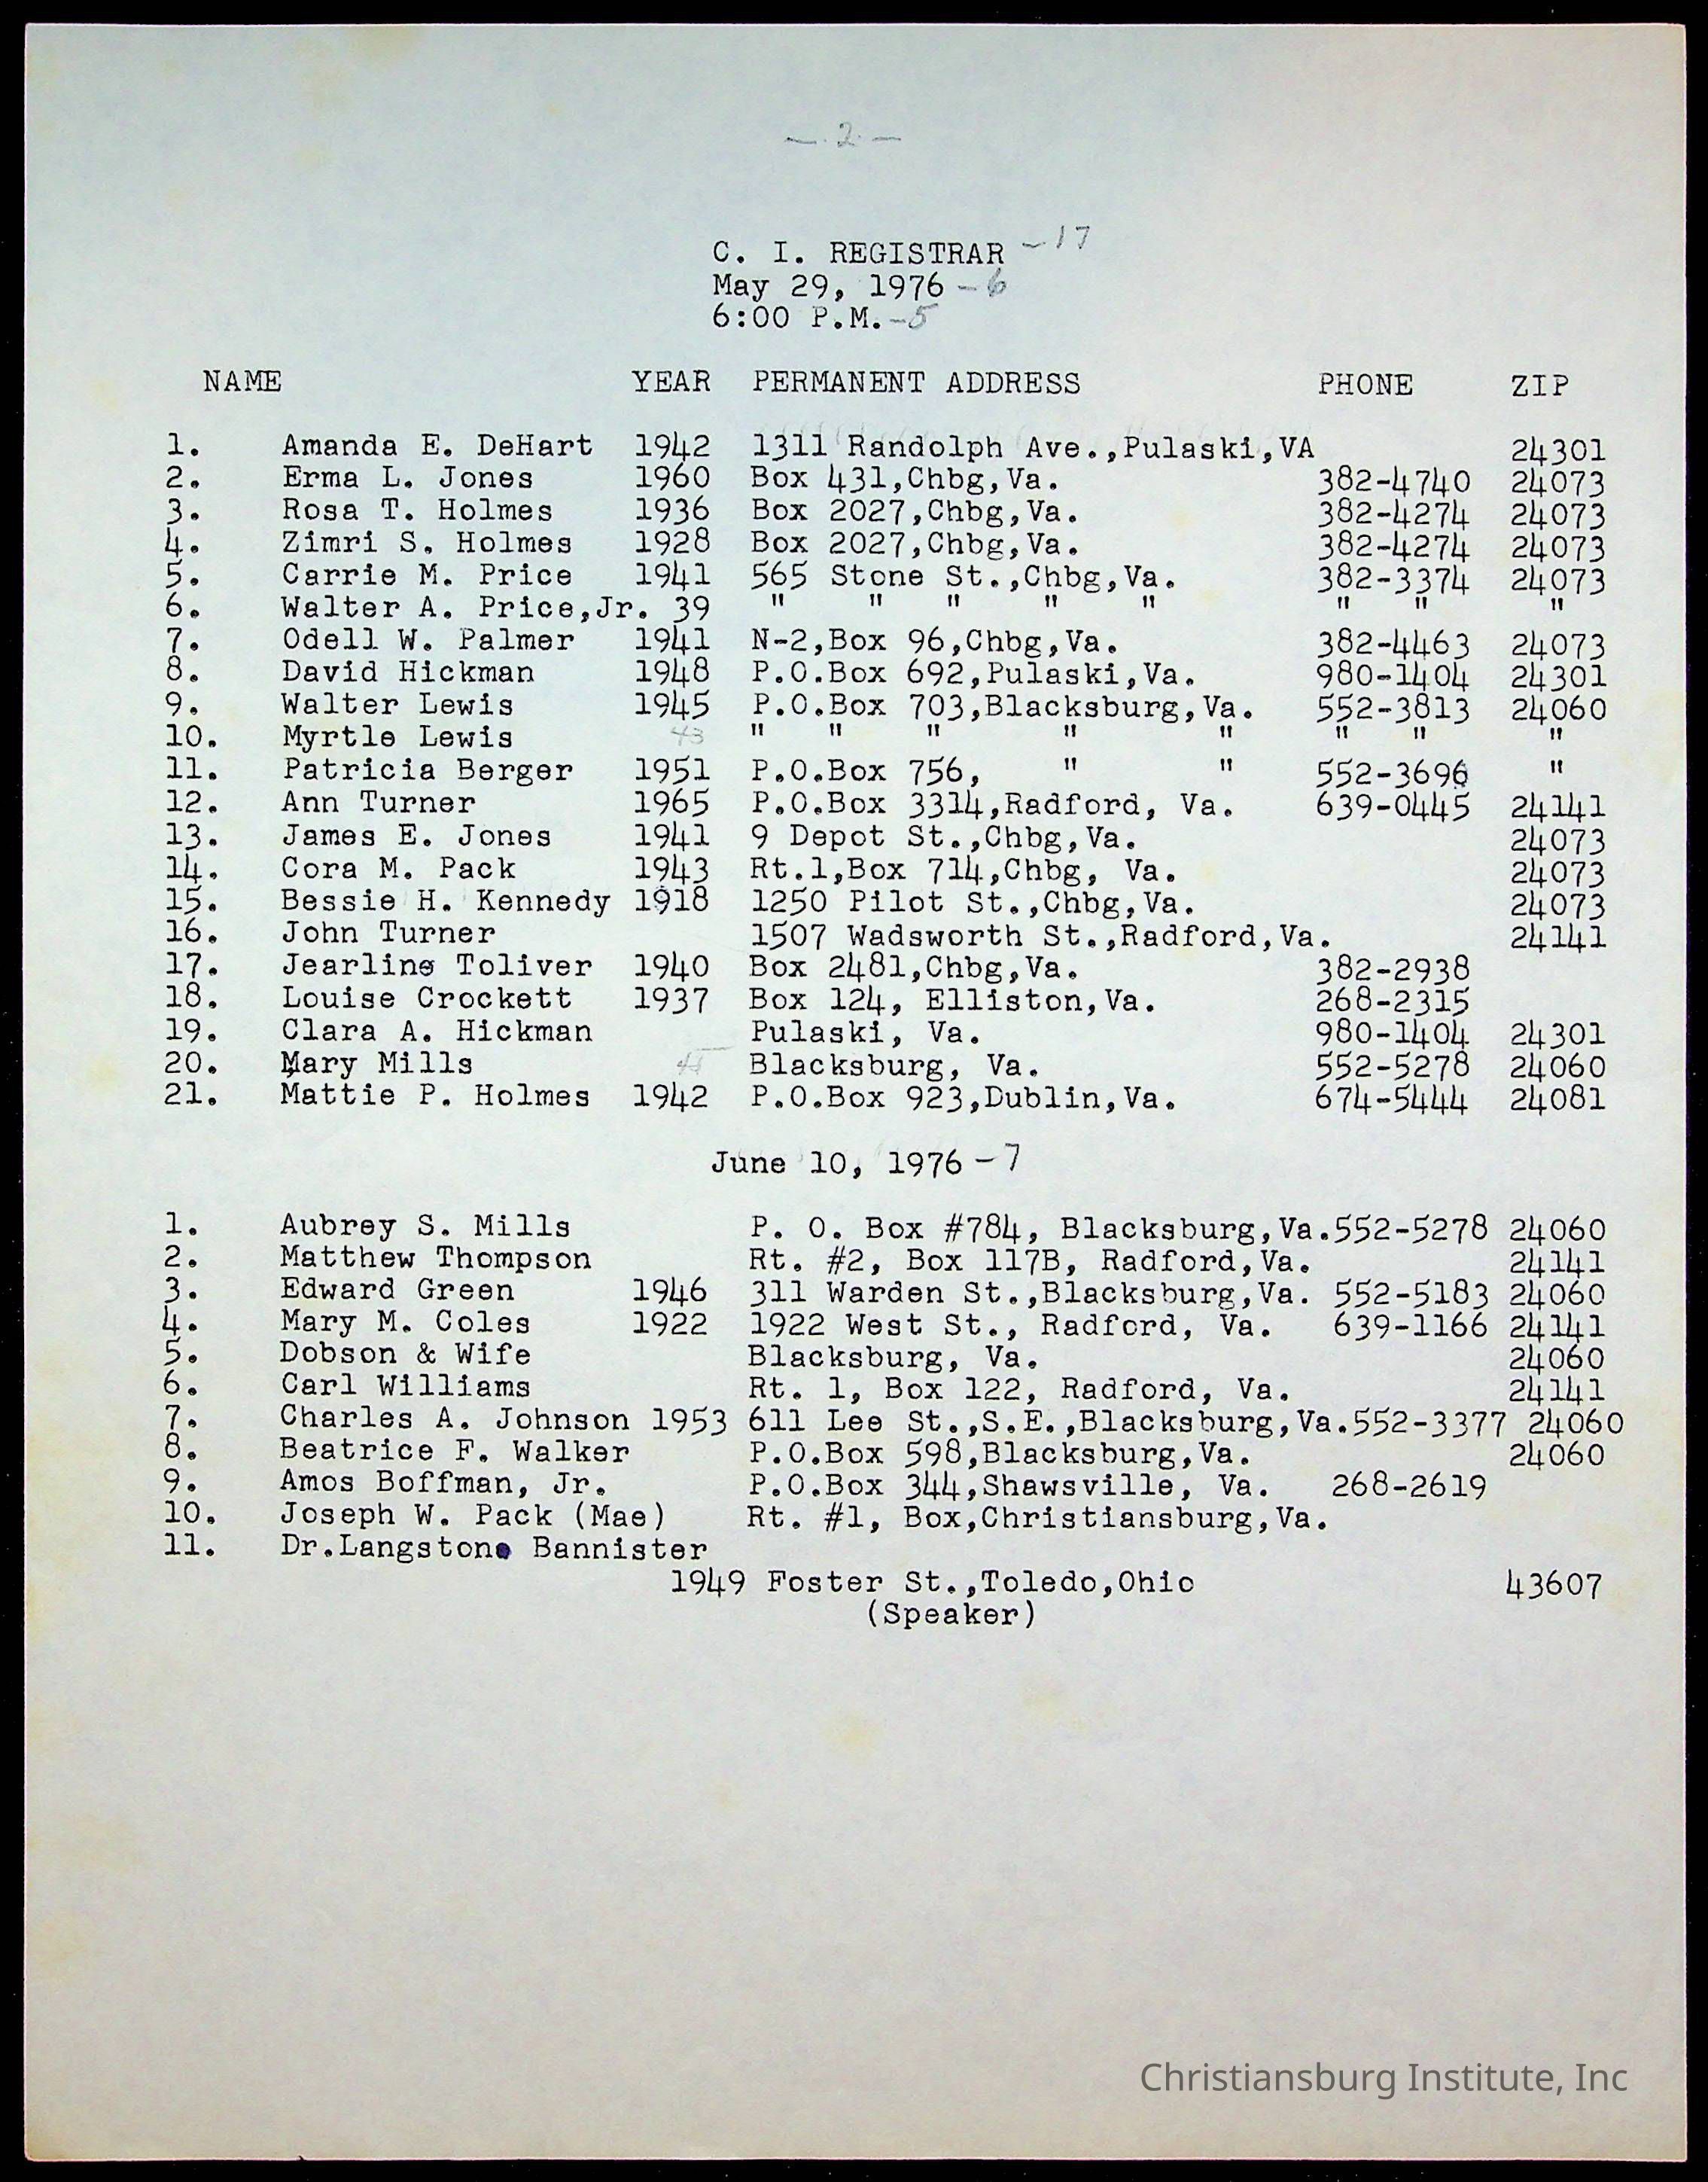 — 2 —
C. I. REGISTRAR -17
May 29, 1976 -6
6:00 P.M. -5
NAME YEAR PERMANENT ADDRESS PHONE ZIP
1. Amanda E. DeHart 1942 1311 Randolph Ave.,Pulaski,VA 24301
2. Erma L. Jones 1960 Box 431,Chbg,Va. 382-4740 24073
3. Rosa T. Holmes 1936 Box 2027,Chbg,Va. 382-4274 24073
4. Zimri S. Holmes 1928 Box 2027,Chbg,Va. 382-4274 24073
5. Carrie M. Price 1941 565 Stone St.,Chbg,Va. 382-3374 24073
6. Walter A. Price,Jr. 39 " " " " " " " "
7. Odell W. Palmer 1941 N-2,Box 96,Chbg,Va. 382-4463 24073
8. David Hickman 1948 P.O.Box 692,Pulaski,Va. 980-1404 24301
9. Walter Lewis 1945 P.O.Box 703,Blacksburg,Va. 552-3813 24060
10. Myrtle Lewis 43 " " " " " " " "
11. Patricia Berger 1951 P.O.Box 756, " " 552-3696 "
12. Ann Turner 1965 P.O.Box 3314,Radford, Va. 639-0445 24141
13. James E. Jones 1941 9 Depot St.,Chbg,Va. 24073
14. Cora M. Pack 1943 Rt.1,Box 714,Chbg, Va. 24073
15. Bessie H. Kennedy 1918 1250 Pilot St.,Chbg,Va. 24073
16. John Turner 1507 Wadsworth St.,Radford,Va. 24141
17. Jearline Toliver 1940 Box 2481,Chbg,Va. 382-2938
18. Louise Crockett 1937 Box 124, Elliston,Va. 268-2315
19. Clara A. Hickman Pulaski, Va. 980-1404 24301
20. Mary Mills 45 Blacksburg, Va. 552-5278 24060
21. Mattie P. Holmes 1942 P.O.Box 923,Dublin,Va. 674-5444 24081
June 10, 1976 -7
1. Aubrey S. Mills P. O. Box #784, Blacksburg,Va.552-5278 24060
2. Matthew Thompson Rt. #2, Box 117B, Radford,Va. 24141
3. Edward Green 1946 311 Warden St.,Blacksburg,Va. 552-5183 24060
4. Mary M. Coles 1922 1922 West St., Radford, Va. 639-1166 24141
5. Dobson & Wife Blacksburg, Va. 24060
6. Carl Williams Rt. 1, Box 122, Radford, Va. 24141
7. Charles A. Johnson 1953 611 Lee St.,S.E.,Blacksburg,Va.552-3377 24060
8. Beatrice F. Walker P.O.Box 598,Blacksburg,Va. 24060
9. Amos Boffman, Jr. P.O.Box 344,Shawsville, Va. 268-2619
10. Joseph W. Pack (Mae) Rt. #1, Box,Christiansburg,Va.
11. Dr.Langstone Bannister
1949 Foster St.,Toledo,Ohio 43607
(Speaker)
Christiansburg Institute, Inc